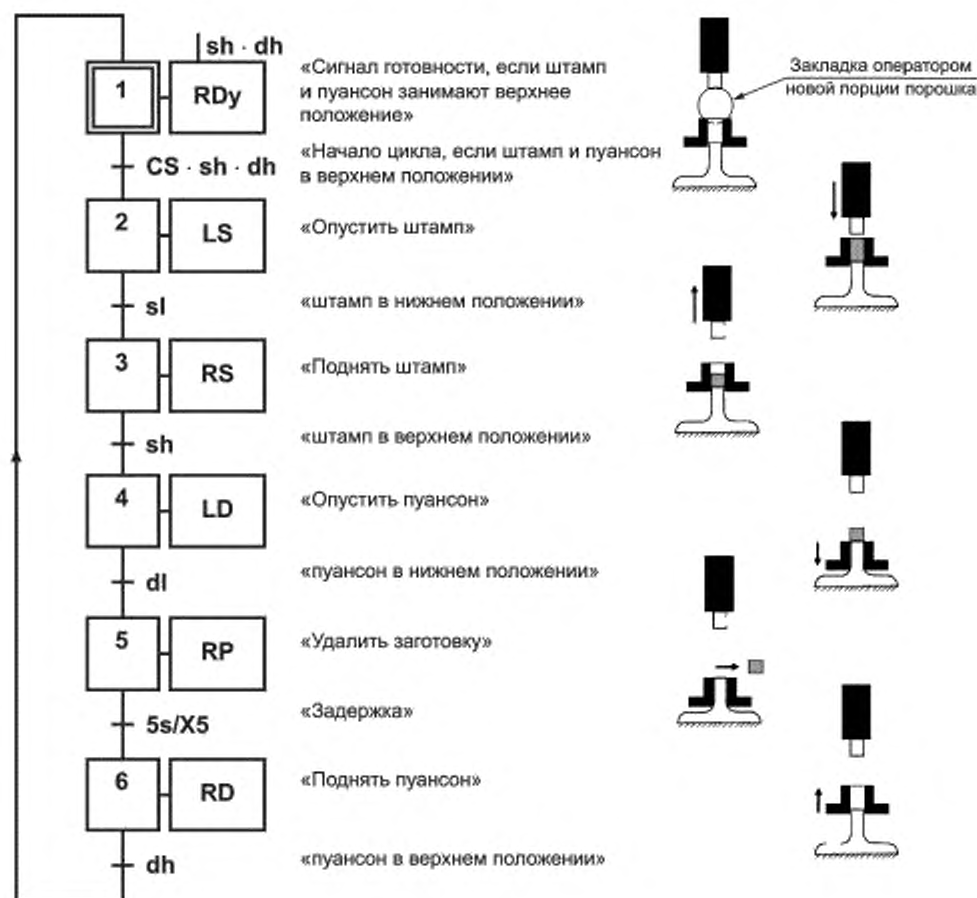 sh · dh
1
RDy
«Сигнал готовности, если штамп
и пуансон занимают верхнее
положение»
Закладка оператором
новой порции порошка
CS · sh · dh
«Начало цикла, если штамп и пуансон
в верхнем положении»
2
LS
«Опустить штамп»
sl
«штамп в нижнем положении»
3
RS
«Поднять штамп»
sh
«штамп в верхнем положении»
4
LD
«Опустить пуансон»
dl
«пуансон в нижнем положении»
5
RP
«Удалить заготовку»
5s/X5
«Задержка»
6
RD
«Поднять пуансон»
dh
«пуансон в верхнем положении»